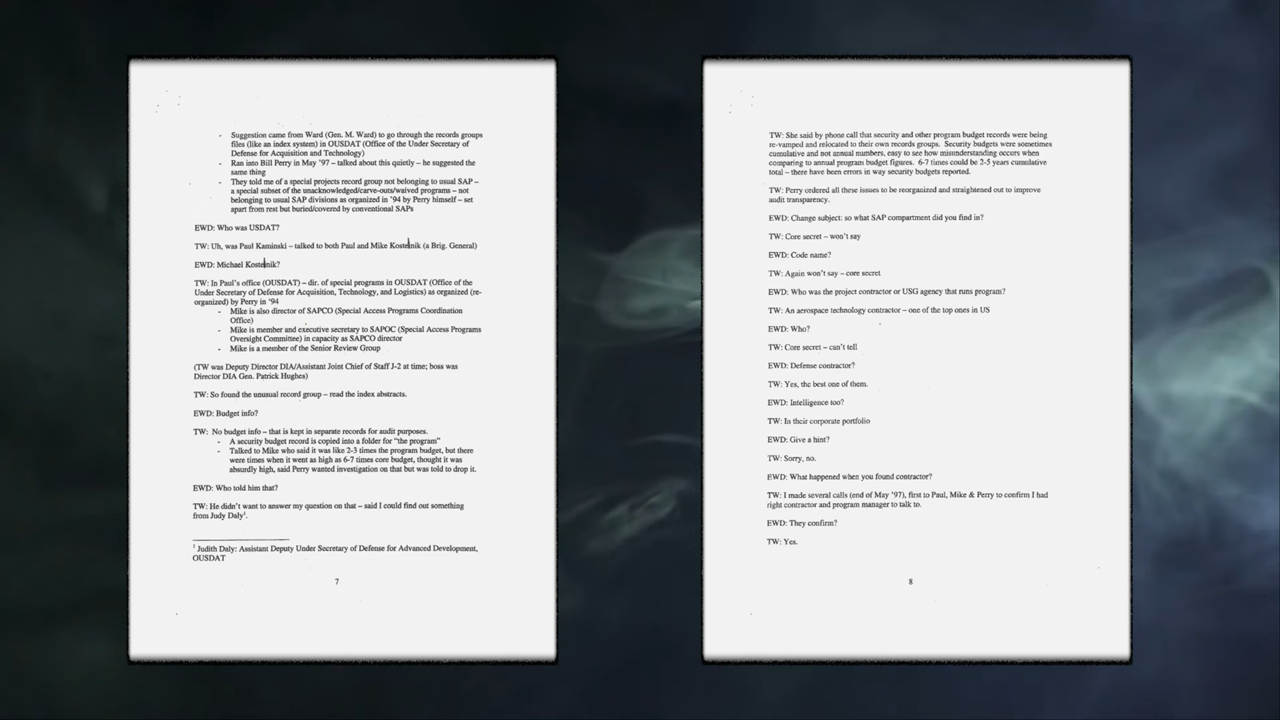 - Suggestion came from Ward (Gen. M. Ward) to go through the records groups
files (like an index system) in OUSDAT (Office of the Under Secretary of
Defense for Acquisition and Technology)
- Ran into Bill Perry in May '97 – talked about this quietly – he suggested the
same thing
- They told me of a special projects record group not belonging to usual SAP –
a special subset of the unacknowledged/carve-outs/waived programs – not
belonging to usual SAP divisions as organized in '94 by Perry himself – set
apart from rest but buried/covered by conventional SAPs
EWD: Who was USDAT?
TW: Uh, was Paul Kaminski – talked to both Paul and Mike Kostelnik (a Brig. General)
EWD: Michael Kostelnik?
TW: In Paul's office (OUSDAT) – dir. of special programs in OUSDAT (Office of the
Under Secretary of Defense for Acquisition, Technology, and Logistics) as organized (re-
organized) by Perry in '94
- Mike is also director of SAPCO (Special Access Programs Coordination
Office)
- Mike is member and executive secretary to SAPOC (Special Access Programs
Oversight Committee) in capacity as SAPCO director
- Mike is a member of the Senior Review Group
(TW was Deputy Director DIA/Assistant Joint Chief of Staff J-2 at time; boss was
Director DIA Gen. Patrick Hughes)
TW: So found the unusual record group – read the index abstracts.
EWD: Budget info?
TW: No budget info – that is kept in separate records for audit purposes.
- A security budget record is copied into a folder for "the program"
- Talked to Mike who said it was like 2-3 times the program budget, but there
were times when it went as high as 6-7 times core budget, thought it was
absurdly high, said Perry wanted investigation on that but was told to drop it.
EWD: Who told him that?
TW: He didn't want to answer my question on that – said I could find out something
from Judy Daly¹.
¹ Judith Daly: Assistant Deputy Under Secretary of Defense for Advanced Development,
OUSDAT
7
TW: She said by phone call that security and other program budget records were being
re-vamped and relocated to their own records groups. Security budgets were sometimes
cumulative and not annual numbers, easy to see how misunderstanding occurs when
comparing to annual program budget figures. 6-7 times could be 2-5 years cumulative
total – there have been errors in way security budgets reported.
TW: Perry ordered all these issues to be reorganized and straightened out to improve
audit transparency.
EWD: Change subject: so what SAP compartment did you find in?
TW: Core secret – won't say
EWD: Code name?
TW: Again won't say – core secret
EWD: Who was the project contractor or USG agency that runs program?
TW: An aerospace technology contractor – one of the top ones in US
EWD: Who?
TW: Core secret – can't tell
EWD: Defense contractor?
TW: Yes, the best one of them.
EWD: Intelligence too?
TW: In their corporate portfolio
EWD: Give a hint?
TW: Sorry, no.
EWD: What happened when you found contractor?
TW: I made several calls (end of May '97), first to Paul, Mike & Perry to confirm I had
right contractor and program manager to talk to.
EWD: They confirm?
TW: Yes.
8